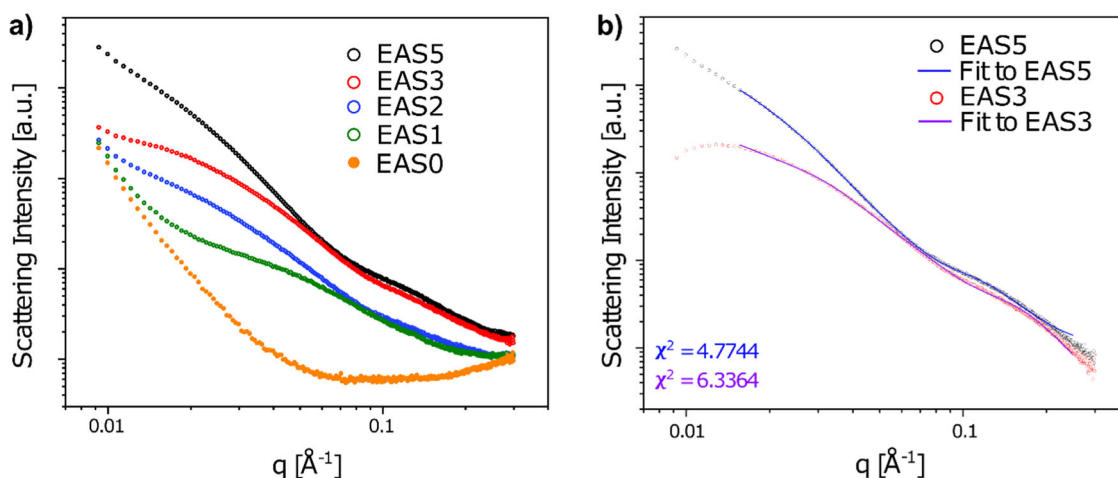 a)
EAS5
EAS3
EAS2
EAS1
EAS0
Scattering Intensity [a.u.]
0.01
0.1
q [Å⁻¹]
b)
EAS5
Fit to EAS5
EAS3
Fit to EAS3
Scattering Intensity [a.u.]
χ² = 4.7744
χ² = 6.3364
0.01
0.1
q [Å⁻¹]